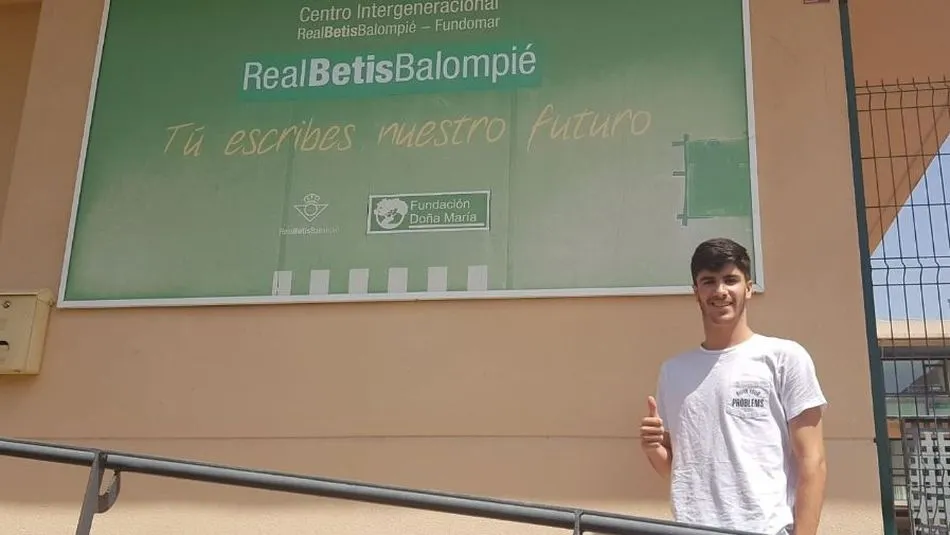 Centro Intergeneracional
RealBetisBalompié – Fundomar
RealBetisBalompié
Tú escribes nuestro futuro
RealBetisBalompié
Fundación
Doña María
PROBLEMS